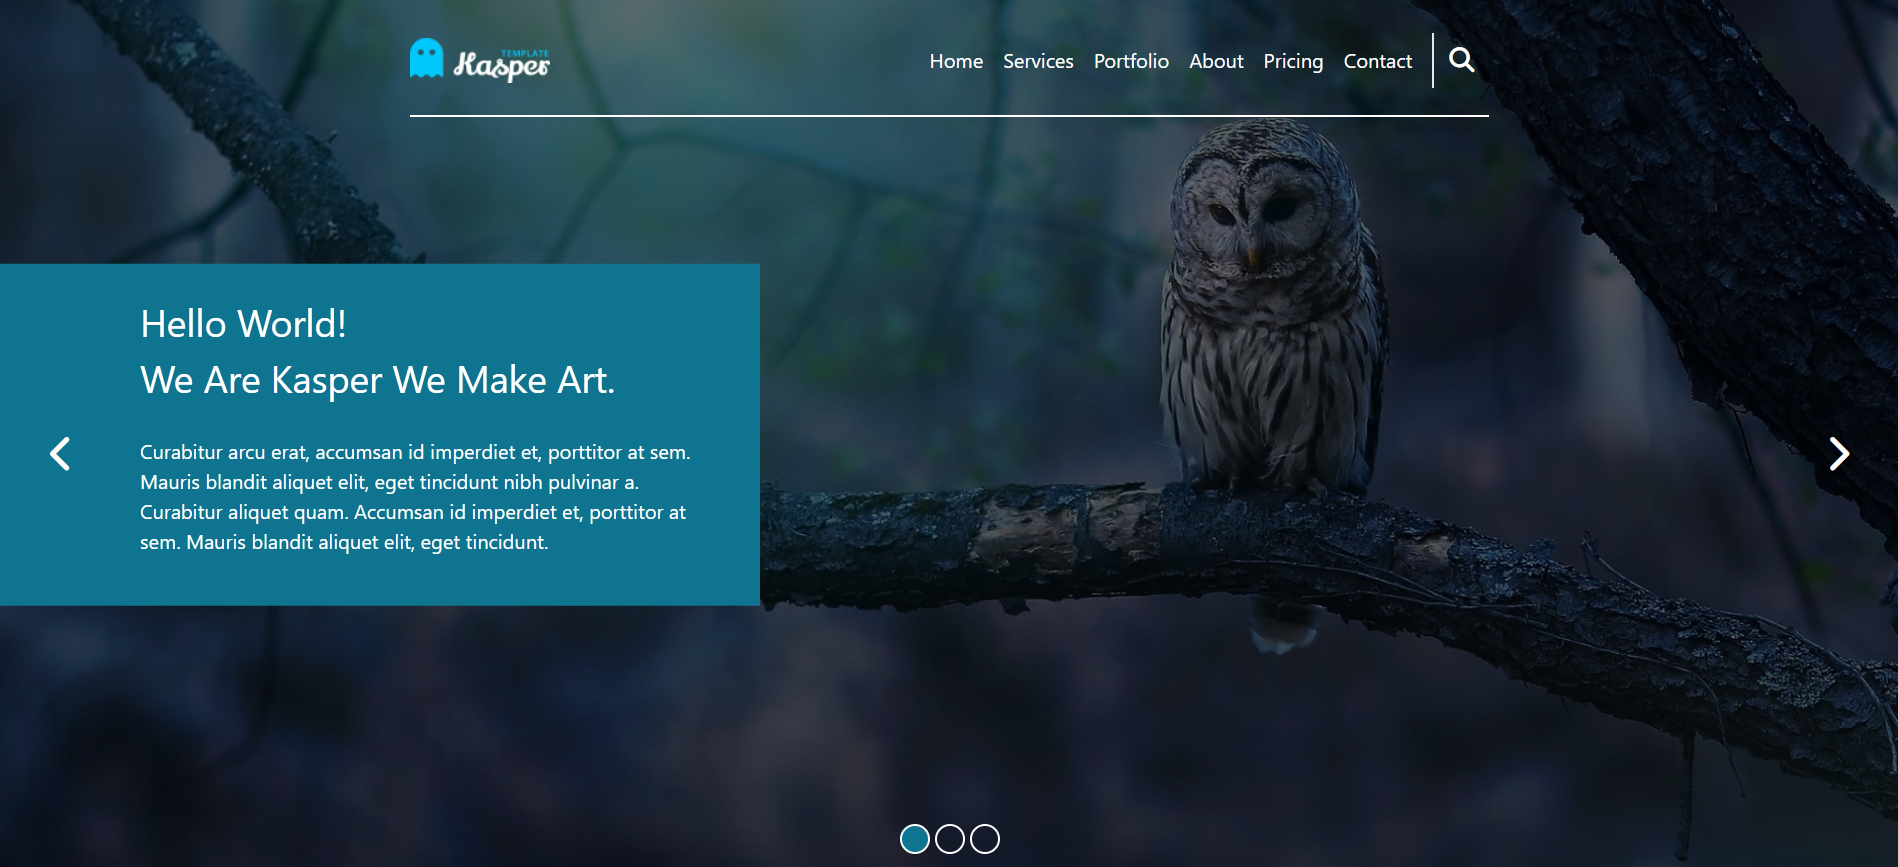 TEMPLATE
Kasper
Home Services Portfolio About Pricing Contact
Hello World!
We Are Kasper We Make Art.
Curabitur arcu erat, accumsan id imperdiet et, porttitor at sem.
Mauris blandit aliquet elit, eget tincidunt nibh pulvinar a.
Curabitur aliquet quam. Accumsan id imperdiet et, porttitor at
sem. Mauris blandit aliquet elit, eget tincidunt.